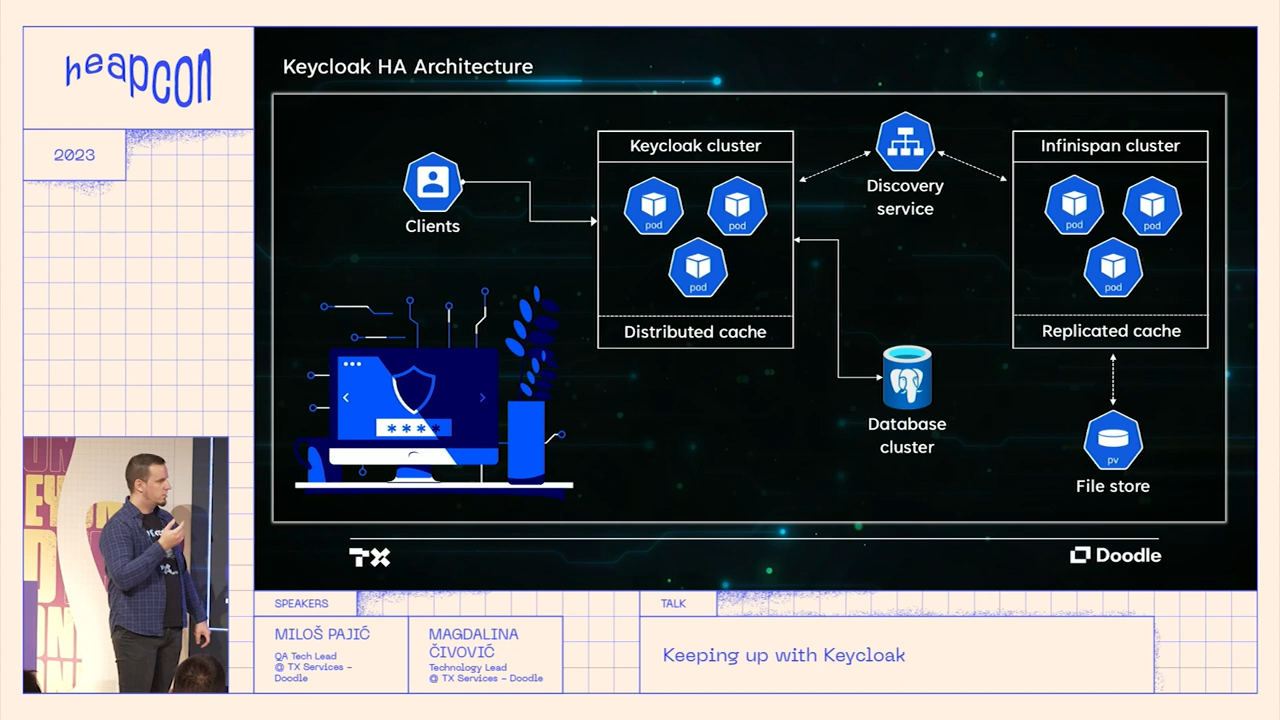 heapcon
2023
Keycloak HA Architecture
Clients
Keycloak cluster
pod
pod
pod
Distributed cache
Discovery
service
Infinispan cluster
pod
pod
pod
Replicated cache
Database
cluster
pv
File store
****
TX
Doodle
SPEAKERS
MILOŠ PAJIĆ
QA Tech Lead
@ TX Services –
Doodle
MAGDALINA
ČIVOVIČ
Technology Lead
@ TX Services – Doodle
TALK
Keeping up with Keycloak